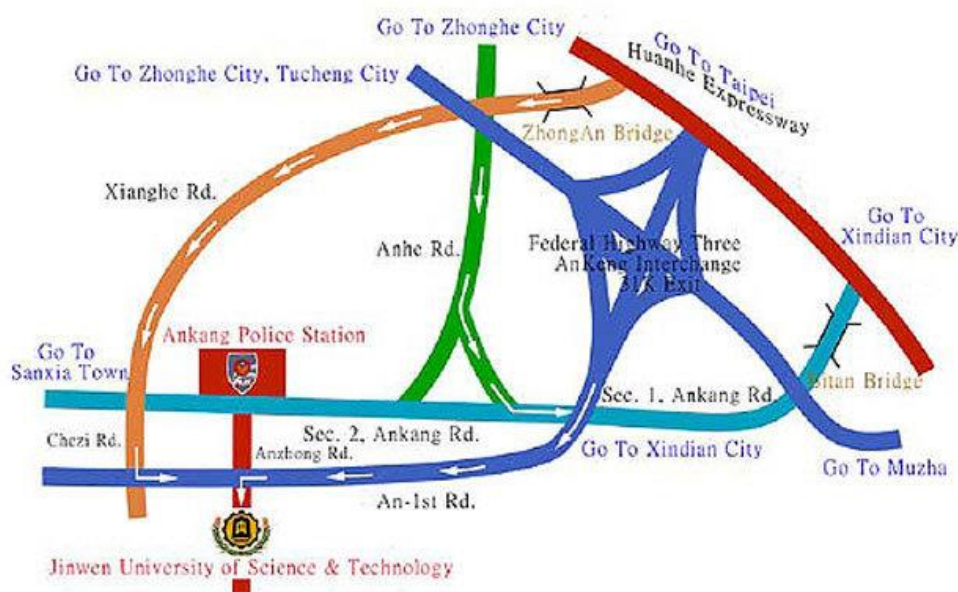 Go To Zhonghe City
Go To Zhonghe City, Tucheng City
Go To Taipei
Huanhe Expressway
ZhongAn Bridge
Xianghe Rd.
Anhe Rd.
Go To
Xindian City
Federal Highway Three
AnKeng Interchange
31K Exit
Ankang Police Station
Go To
Sanxia Town
Bitan Bridge
Sec. 1, Ankang Rd.
Chezi Rd.
Sec. 2, Ankang Rd.
Anzhong Rd.
Go To Xindian City
Go To Muzha
An-1st Rd.
Jinwen University of Science & Technology